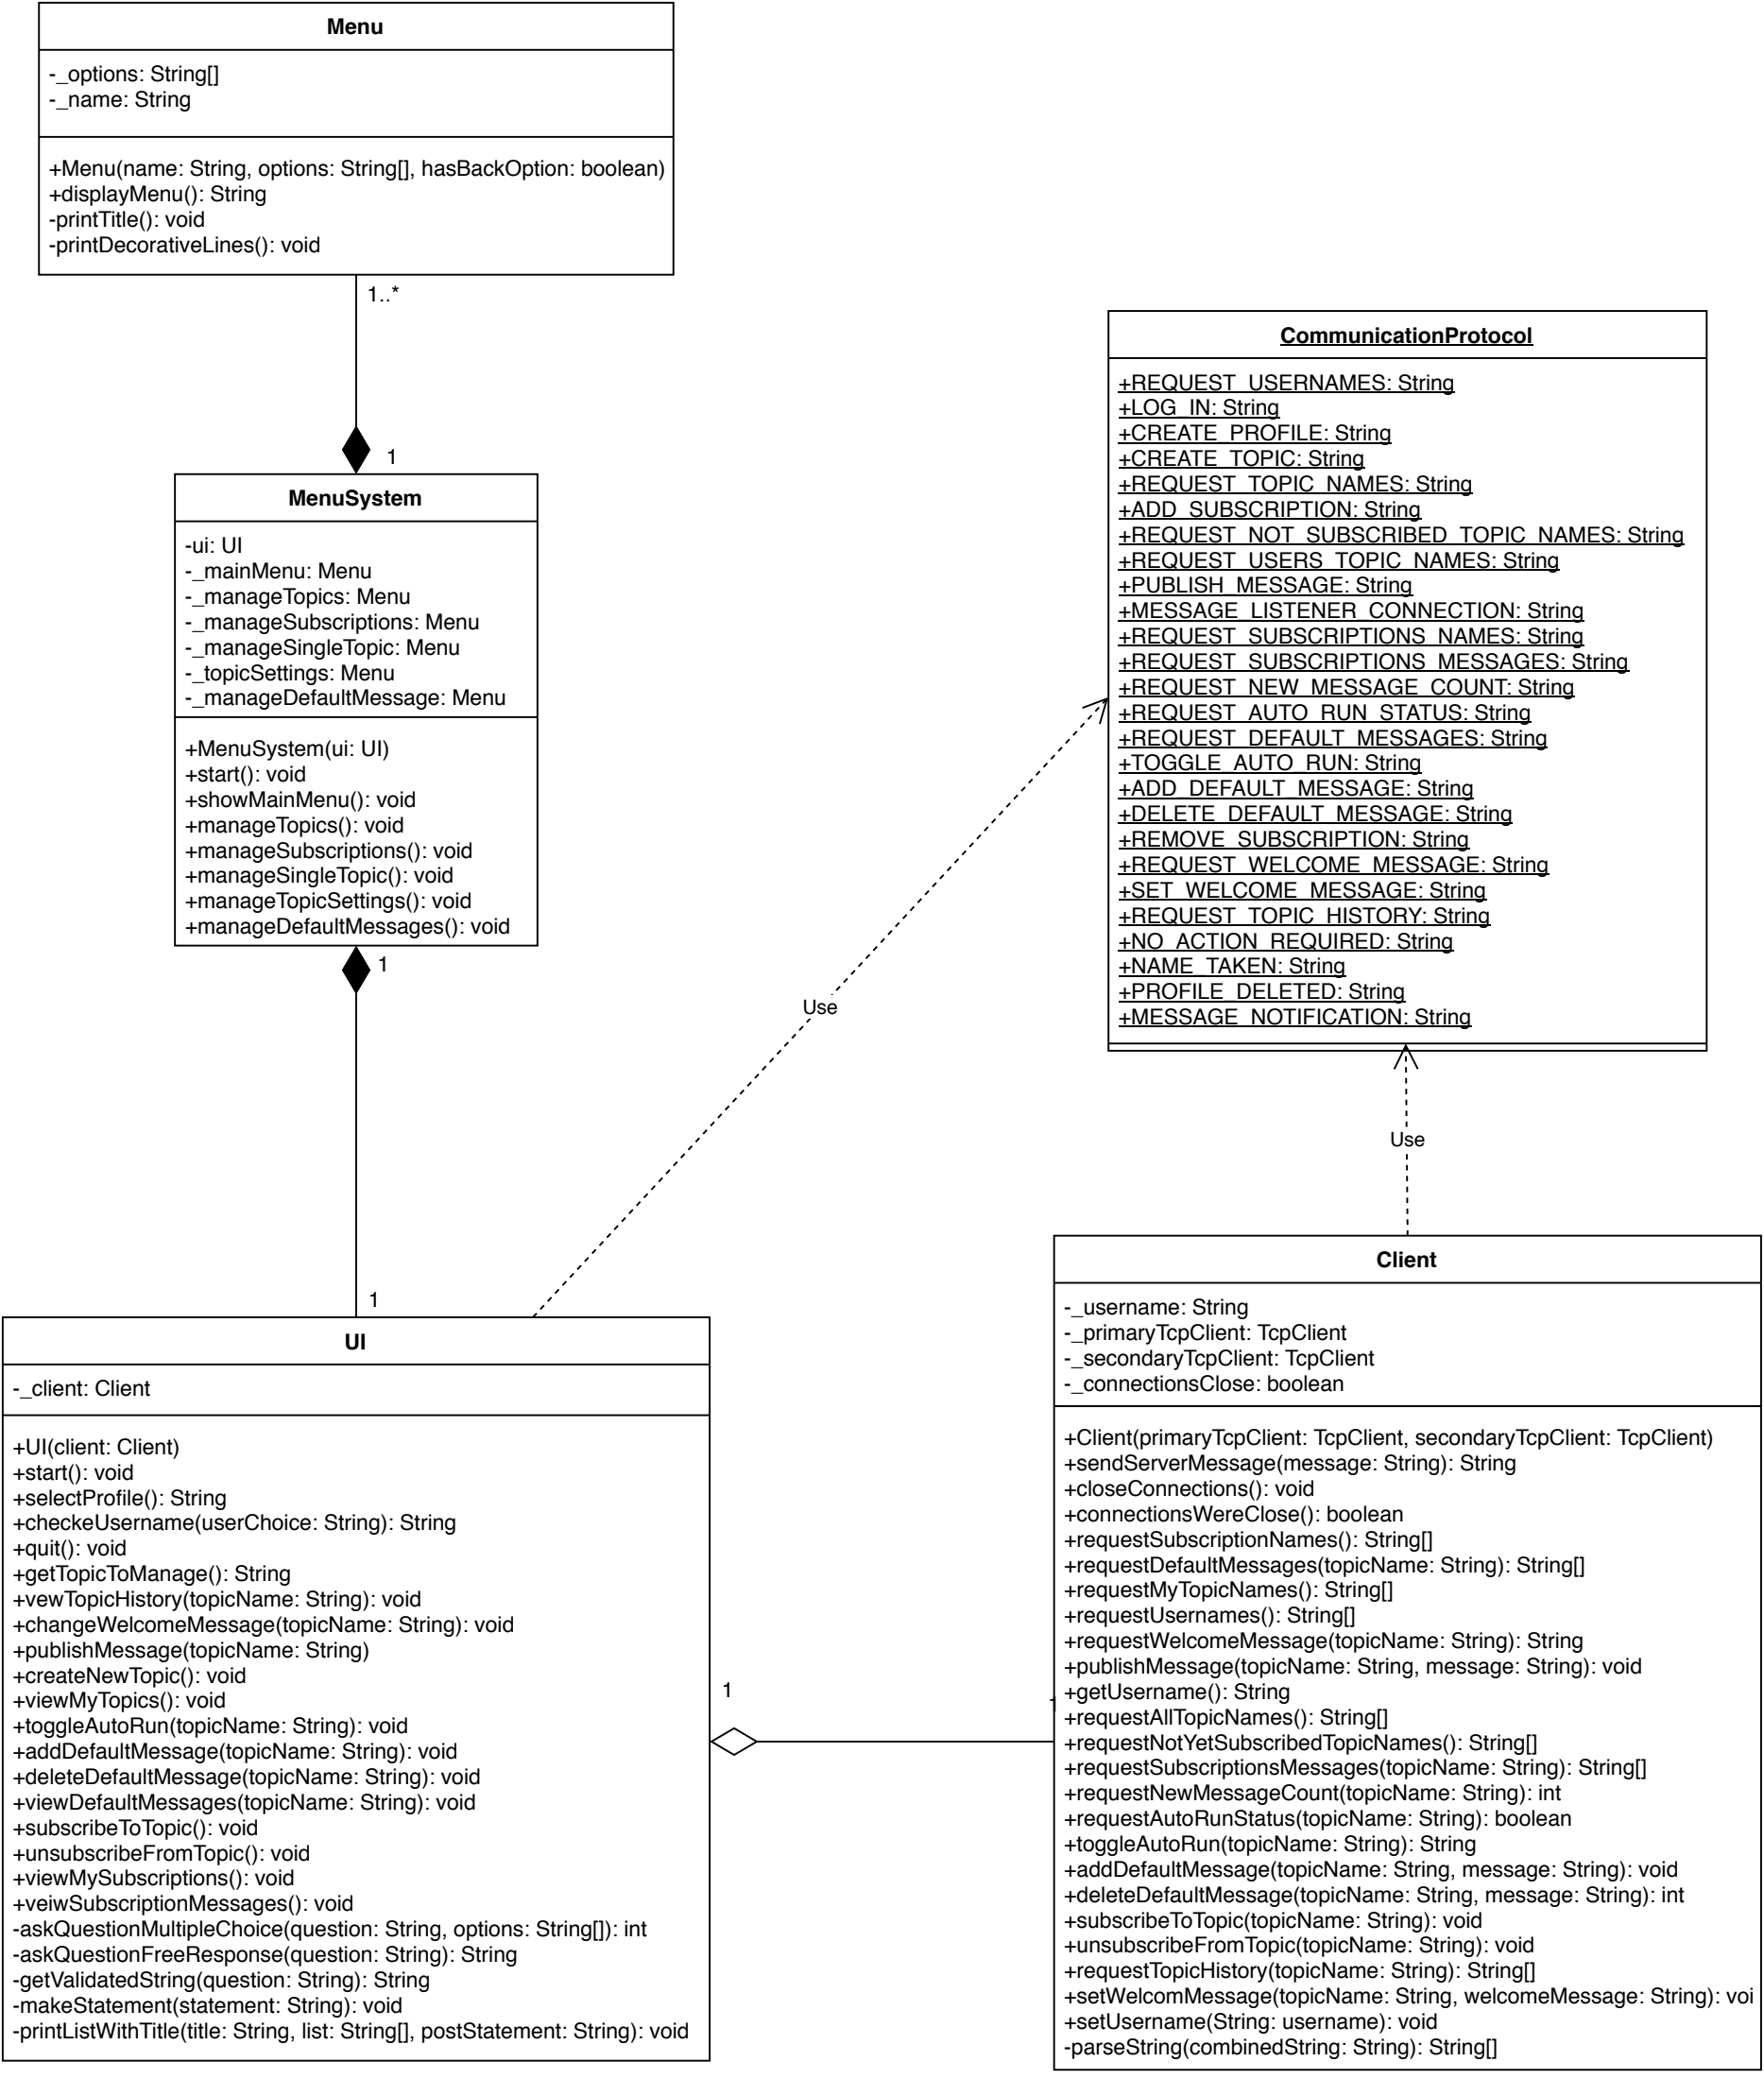 Menu
-_options: String[]
-_name: String
+Menu(name: String, options: String[], hasBackOption: boolean)
+displayMenu(): String
-printTitle(): void
-printDecorativeLines(): void
1..*
1
MenuSystem
-ui: UI
-_mainMenu: Menu
-_manageTopics: Menu
-_manageSubscriptions: Menu
-_manageSingleTopic: Menu
-_topicSettings: Menu
-_manageDefaultMessage: Menu
+MenuSystem(ui: UI)
+start(): void
+showMainMenu(): void
+manageTopics(): void
+manageSubscriptions(): void
+manageSingleTopic(): void
+manageTopicSettings(): void
+manageDefaultMessages(): void
1
1
CommunicationProtocol
+REQUEST_USERNAMES: String
+LOG_IN: String
+CREATE_PROFILE: String
+CREATE_TOPIC: String
+REQUEST_TOPIC_NAMES: String
+ADD_SUBSCRIPTION: String
+REQUEST_NOT_SUBSCRIBED_TOPIC_NAMES: String
+REQUEST_USERS_TOPIC_NAMES: String
+PUBLISH_MESSAGE: String
+MESSAGE_LISTENER_CONNECTION: String
+REQUEST_SUBSCRIPTIONS_NAMES: String
+REQUEST_SUBSCRIPTIONS_MESSAGES: String
+REQUEST_NEW_MESSAGE_COUNT: String
+REQUEST_AUTO_RUN_STATUS: String
+REQUEST_DEFAULT_MESSAGES: String
+TOGGLE_AUTO_RUN: String
+ADD_DEFAULT_MESSAGE: String
+DELETE_DEFAULT_MESSAGE: String
+REMOVE_SUBSCRIPTION: String
+REQUEST_WELCOME_MESSAGE: String
+SET_WELCOME_MESSAGE: String
+REQUEST_TOPIC_HISTORY: String
+NO_ACTION_REQUIRED: String
+NAME_TAKEN: String
+PROFILE_DELETED: String
+MESSAGE_NOTIFICATION: String
Use
Use
UI
-_client: Client
+UI(client: Client)
+start(): void
+selectProfile(): String
+checkeUsername(userChoice: String): String
+quit(): void
+getTopicToManage(): String
+vewTopicHistory(topicName: String): void
+changeWelcomeMessage(topicName: String): void
+publishMessage(topicName: String)
+createNewTopic(): void
+viewMyTopics(): void
+toggleAutoRun(topicName: String): void
+addDefaultMessage(topicName: String): void
+deleteDefaultMessage(topicName: String): void
+viewDefaultMessages(topicName: String): void
+subscribeToTopic(): void
+unsubscribeFromTopic(): void
+viewMySubscriptions(): void
+veiwSubscriptionMessages(): void
-askQuestionMultipleChoice(question: String, options: String[]): int
-askQuestionFreeResponse(question: String): String
-getValidatedString(question: String): String
-makeStatement(statement: String): void
-printListWithTitle(title: String, list: String[], postStatement: String): void
1
1
Client
-_username: String
-_primaryTcpClient: TcpClient
-_secondaryTcpClient: TcpClient
-_connectionsClose: boolean
+Client(primaryTcpClient: TcpClient, secondaryTcpClient: TcpClient)
+sendServerMessage(message: String): String
+closeConnections(): void
+connectionsWereClose(): boolean
+requestSubscriptionNames(): String[]
+requestDefaultMessages(topicName: String): String[]
+requestMyTopicNames(): String[]
+requestUsernames(): String[]
+requestWelcomeMessage(topicName: String): String
+publishMessage(topicName: String, message: String): void
+getUsername(): String
+requestAllTopicNames(): String[]
+requestNotYetSubscribedTopicNames(): String[]
+requestSubscriptionsMessages(topicName: String): String[]
+requestNewMessageCount(topicName: String): int
+requestAutoRunStatus(topicName: String): boolean
+toggleAutoRun(topicName: String): String
+addDefaultMessage(topicName: String, message: String): void
+deleteDefaultMessage(topicName: String, message: String): int
+subscribeToTopic(topicName: String): void
+unsubscribeFromTopic(topicName: String): void
+requestTopicHistory(topicName: String): String[]
+setWelcomMessage(topicName: String, welcomeMessage: String): voi
+setUsername(String: username): void
-parseString(combinedString: String): String[]